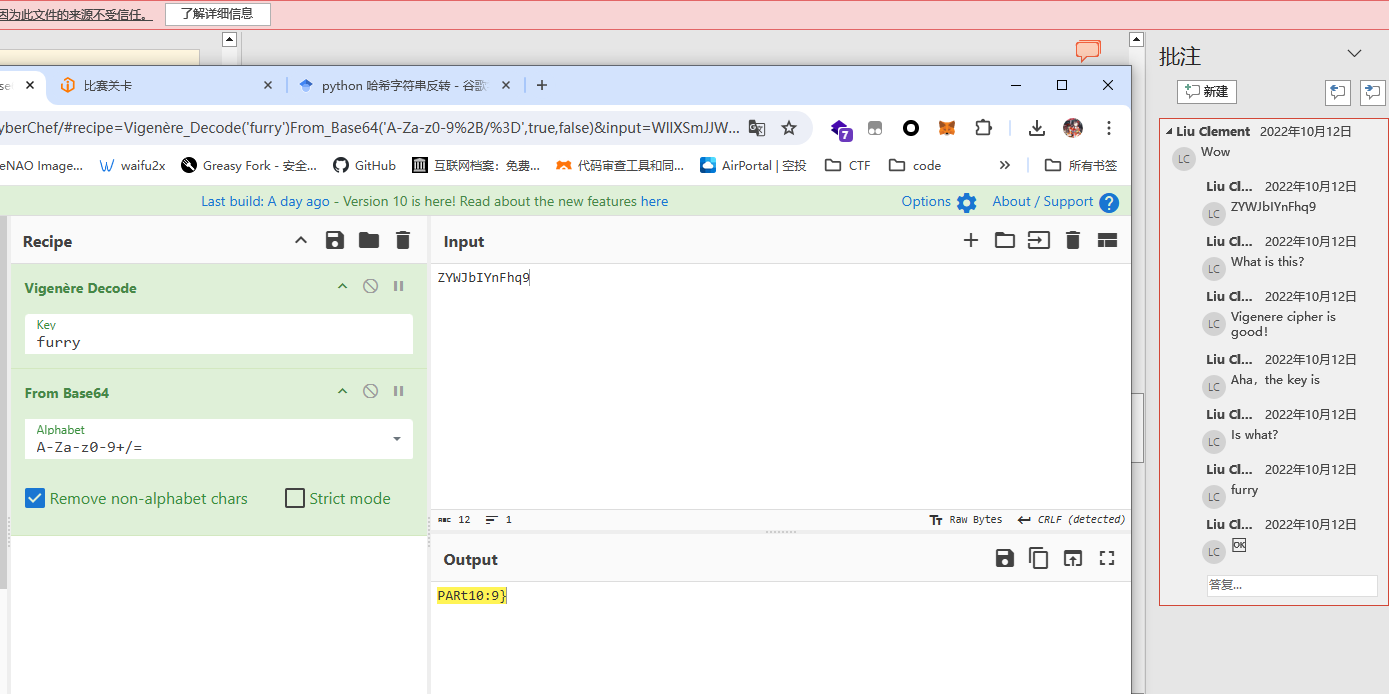 因为此文件的来源不受信任。 了解详细信息
批注
新建
比赛关卡
python 哈希字符串反转 - 谷歌
yberChef/#recipe=Vigenère_Decode('furry')From_Base64('A-Za-z0-9%2B/%3D',true,false)&input=WllXSmJJW...
7
eNAO Image...
waifu2x
Greasy Fork - 安全...
GitHub
互联网档案：免费...
代码审查工具和同...
AirPortal | 空投
CTF
code
»
所有书签
Last build: A day ago - Version 10 is here! Read about the new features here
Options
About / Support
Recipe
Vigenère Decode
Key
furry
From Base64
Alphabet
A-Za-z0-9+/=
Remove non-alphabet chars
Strict mode
Input
ZYWJbIYnFhq9
ABC 12 1
Raw Bytes CRLF (detected)
Output
PARt10:9}
Liu Clement 2022年10月12日
LC Wow
Liu Cl... 2022年10月12日
LC ZYWJbIYnFhq9
Liu Cl... 2022年10月12日
LC What is this?
Liu Cl... 2022年10月12日
LC Vigenere cipher is
good!
Liu Cl... 2022年10月12日
LC Aha，the key is
Liu Cl... 2022年10月12日
LC Is what?
Liu Cl... 2022年10月12日
LC furry
Liu Cl... 2022年10月12日
LC 🆗
答复...